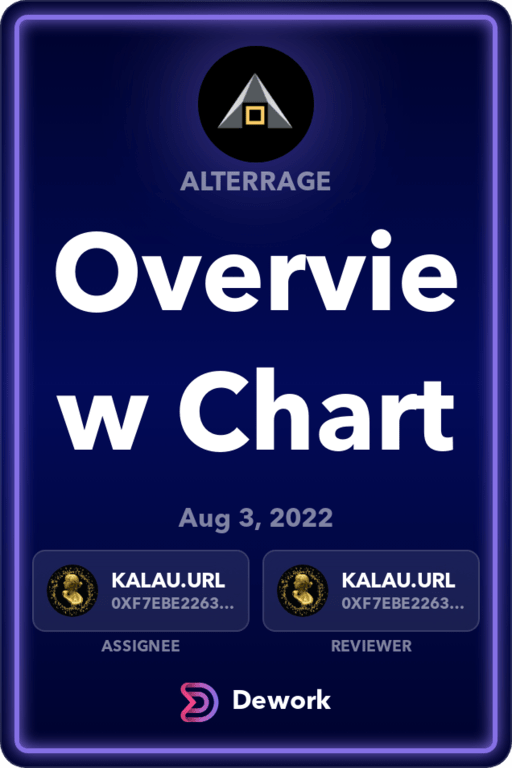 ALTERRAGE
Overvie
w Chart
Aug 3, 2022
KALAU.URL
0XF7EBE2263...
ASSIGNEE
KALAU.URL
0XF7EBE2263...
REVIEWER
Dework